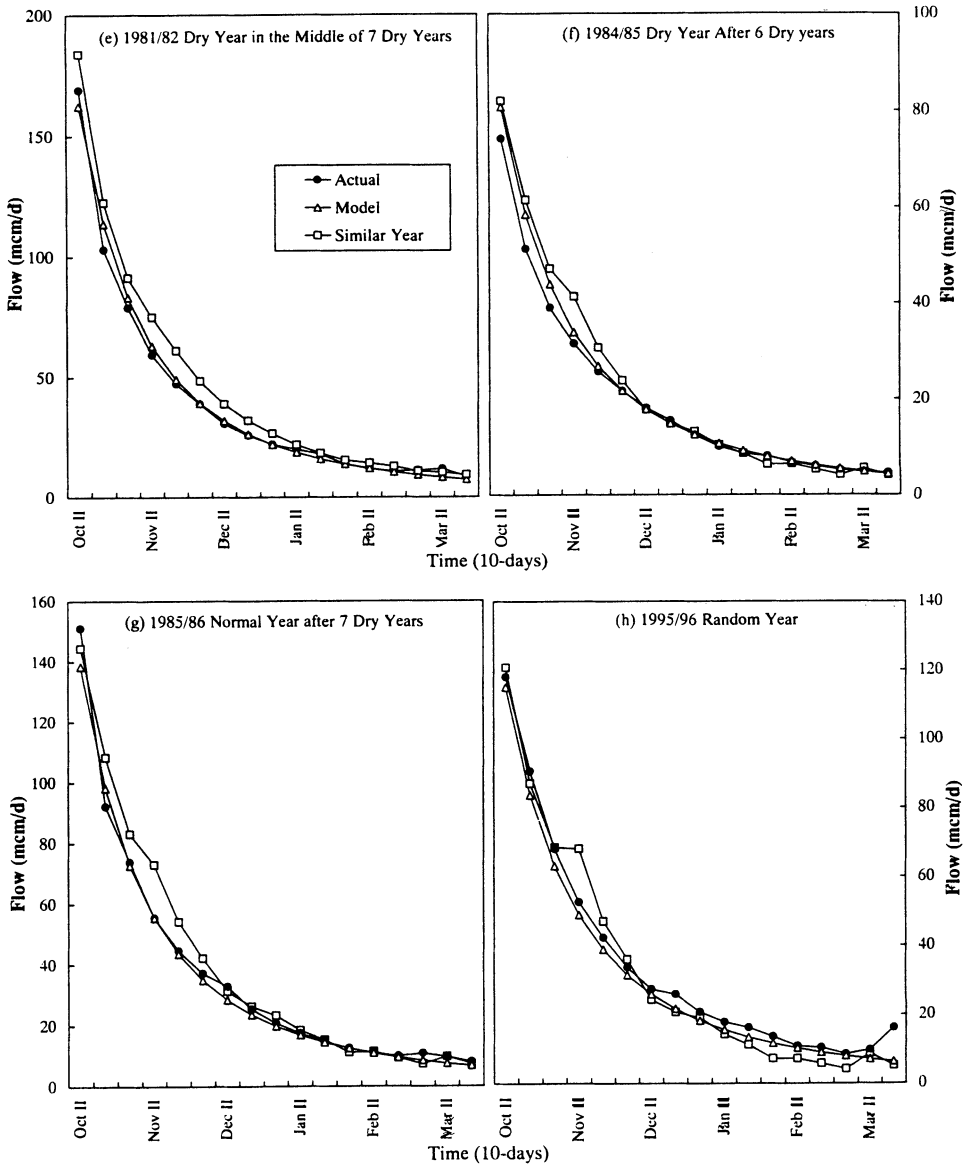 (e) 1981/82 Dry Year in the Middle of 7 Dry Years
200
150
100
50
0
Flow (mcm/d)
Actual
Model
Similar Year
Oct II
Nov II
Dec II
Jan II
Feb II
Mar II
(f) 1984/85 Dry Year After 6 Dry years
100
80
60
40
20
0
Flow (mcm/d)
Oct II
Nov II
Dec II
Jan II
Feb II
Mar II
Time (10-days)
(g) 1985/86 Normal Year after 7 Dry Years
160
140
120
100
80
60
40
20
0
Flow (mcm/d)
Oct II
Nov II
Dec II
Jan II
Feb II
Mar II
(h) 1995/96 Random Year
140
120
100
80
60
40
20
0
Flow (mcm/d)
Oct II
Nov II
Dec II
Jan II
Feb II
Mar II
Time (10-days)